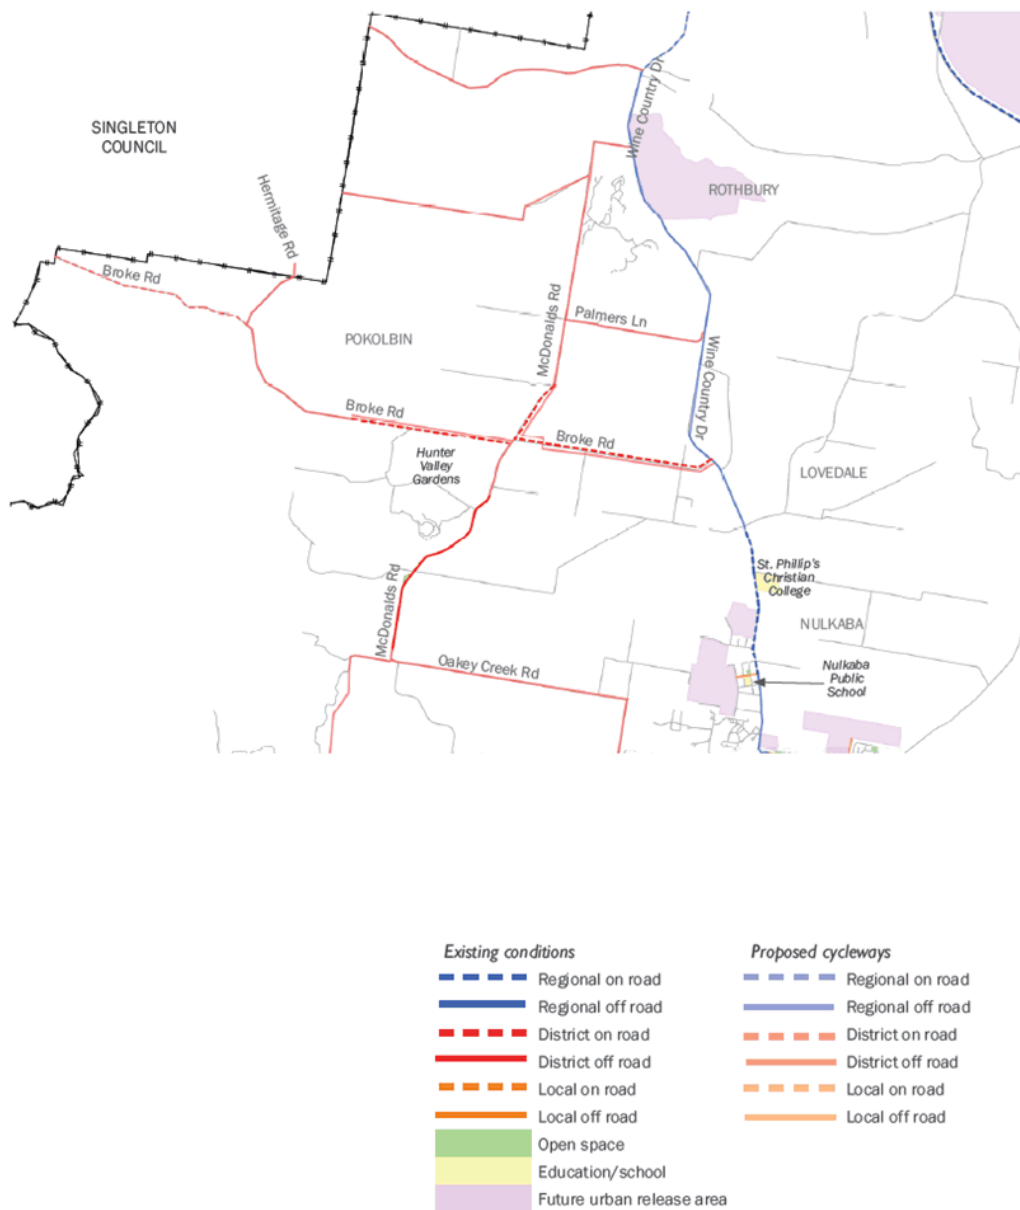 Wine Country Dr
SINGLETON
COUNCIL
ROTHBURY
Hermitage Rd
Broke Rd
McDonalds Rd
Palmers Ln
POKOLBIN
Wine Country Dr
Broke Rd
Broke Rd
Hunter
Valley
Gardens
LOVEDALE
St. Phillip's
Christian
College
McDonalds Rd
NULKABA
Oakey Creek Rd
Nulkaba
Public
School
Existing conditions
Regional on road
Regional off road
District on road
District off road
Local on road
Local off road
Open space
Education/school
Future urban release area
Proposed cycleways
Regional on road
Regional off road
District on road
District off road
Local on road
Local off road